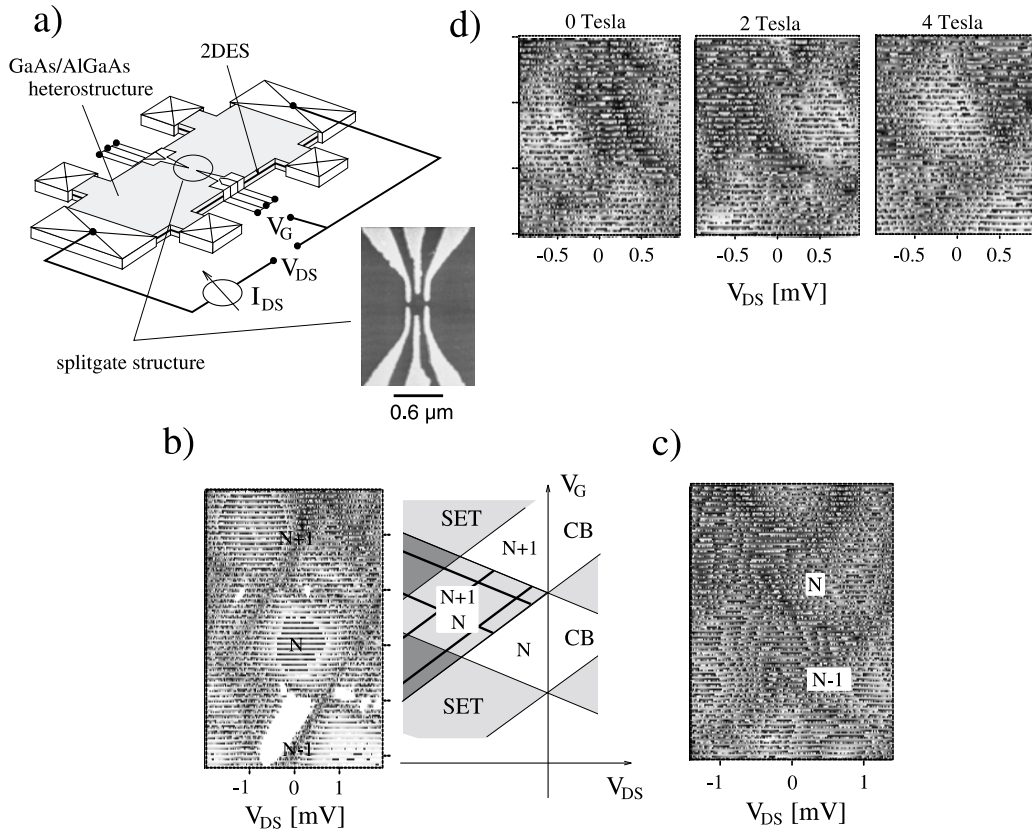 a)
GaAs/AlGaAs
heterostructure
2DES
V_G
V_DS
I_DS
splitgate structure
0.6 µm
d)
0 Tesla 2 Tesla 4 Tesla
-0.5 0 0.5 -0.5 0 0.5 -0.5 0 0.5
V_DS [mV]
b)
N+1
N
N-1
-1 0 1
V_DS [mV]
V_G
SET
CB
N+1
N+1
N
N
CB
SET
V_DS
c)
N
N-1
-1 0 1
V_DS [mV]